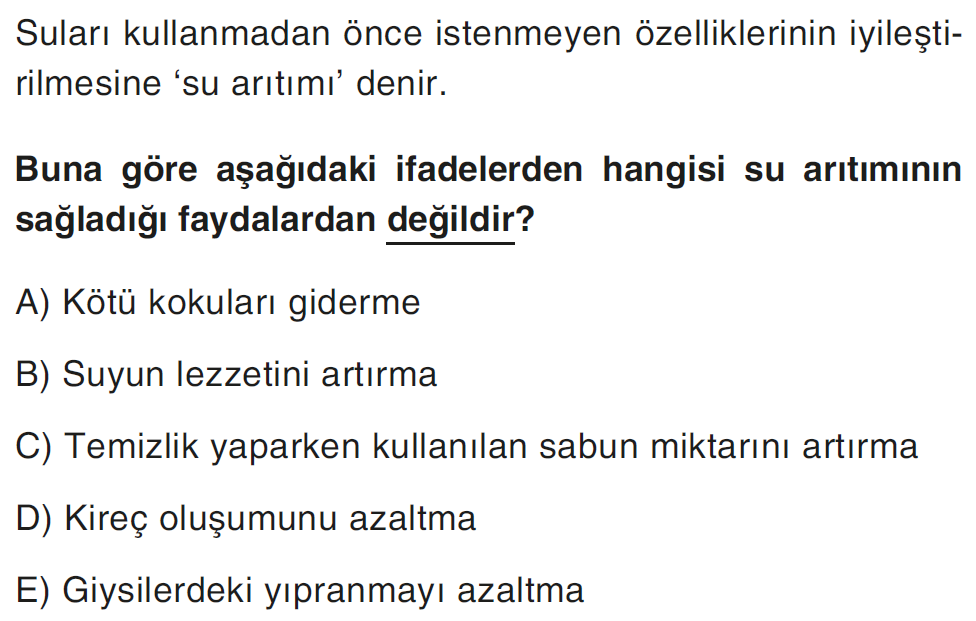 Suları kullanmadan önce istenmeyen özelliklerinin iyileşti-
rilmesine ‘su arıtımı’ denir.
Buna göre aşağıdaki ifadelerden hangisi su arıtımının
sağladığı faydalardan değildir?
A) Kötü kokuları giderme
B) Suyun lezzetini artırma
C) Temizlik yaparken kullanılan sabun miktarını artırma
D) Kireç oluşumunu azaltma
E) Giysilerdeki yıpranmayı azaltma